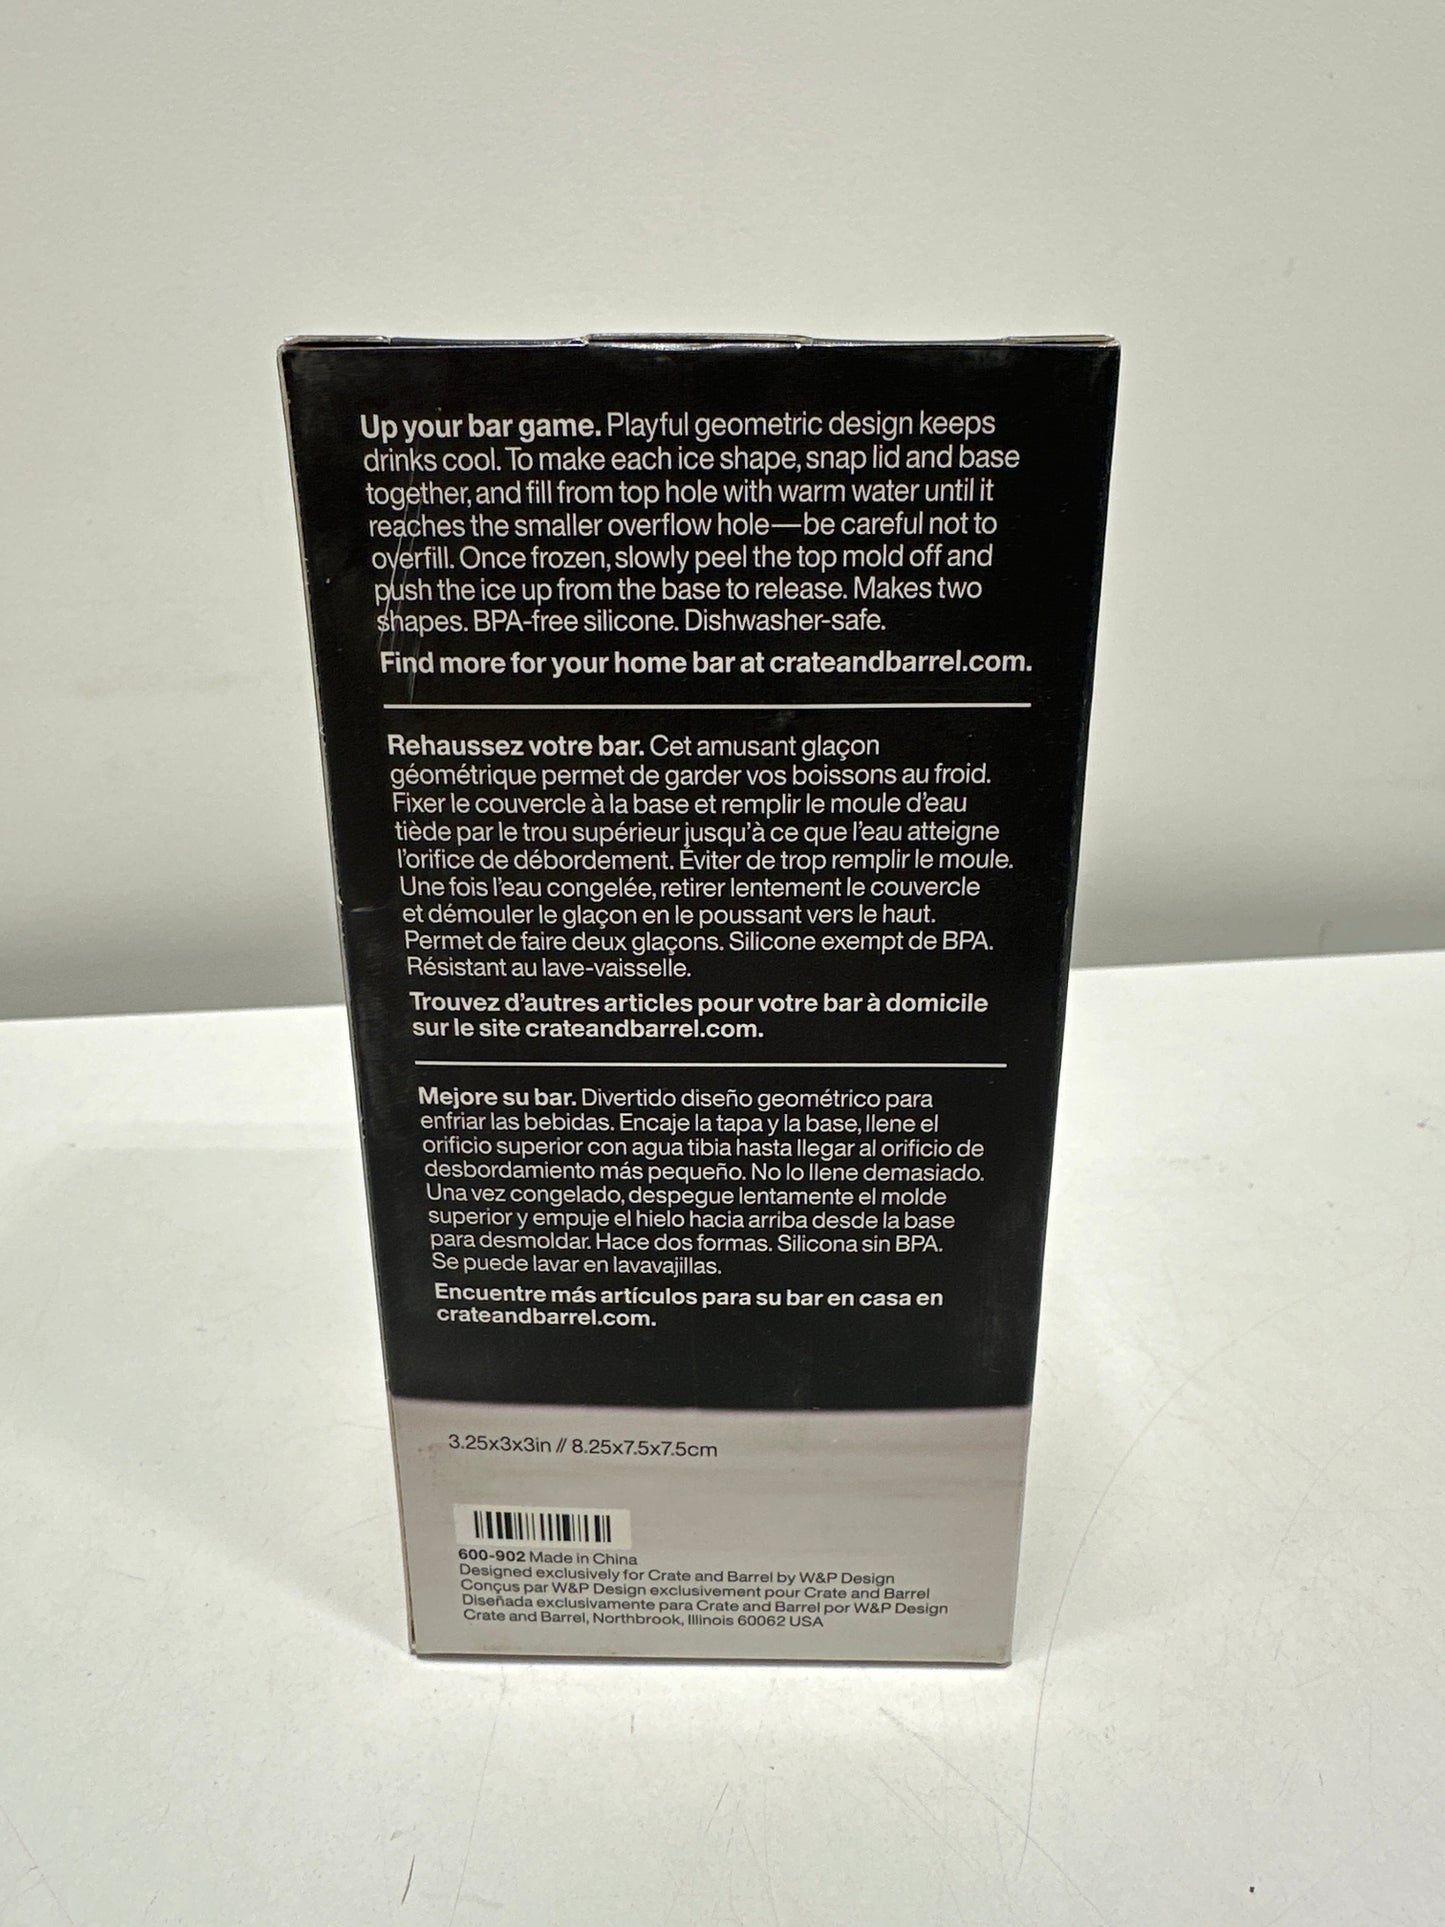 Up your bar game. Playful geometric design keeps
drinks cool. To make each ice shape, snap lid and base
together, and fill from top hole with warm water until it
reaches the smaller overflow hole—be careful not to
overfill. Once frozen, slowly peel the top mold off and
push the ice up from the base to release. Makes two
shapes. BPA-free silicone. Dishwasher-safe.
Find more for your home bar at crateandbarrel.com.
Rehaussez votre bar. Cet amusant glaçon
géométrique permet de garder vos boissons au froid.
Fixer le couvercle à la base et remplir le moule d'eau
tiède par le trou supérieur jusqu'à ce que l'eau atteigne
l'orifice de débordement. Éviter de trop remplir le moule.
Une fois l'eau congelée, retirer lentement le couvercle
et démouler le glaçon en le poussant vers le haut.
Permet de faire deux glaçons. Silicone exempt de BPA.
Résistant au lave-vaisselle.
Trouvez d'autres articles pour votre bar à domicile
sur le site crateandbarrel.com.
Mejore su bar. Divertido diseño geométrico para
enfriar las bebidas. Encaje la tapa y la base, llene el
orificio superior con agua tibia hasta llegar al orificio de
desbordamiento más pequeño. No lo llene demasiado.
Una vez congelado, despegue lentamente el molde
superior y empuje el hielo hacia arriba desde la base
para desmoldar. Hace dos formas. Silicona sin BPA.
Se puede lavar en lavavajillas.
Encuentre más artículos para su bar en casa en
crateandbarrel.com.
3.25x3x3in // 8.25x7.5x7.5cm
600-902 Made in China
Designed exclusively for Crate and Barrel by W&P Design
Conçus par W&P Design exclusivement pour Crate and Barrel
Diseñada exclusivamente para Crate and Barrel por W&P Design
Crate and Barrel, Northbrook, Illinois 60062 USA